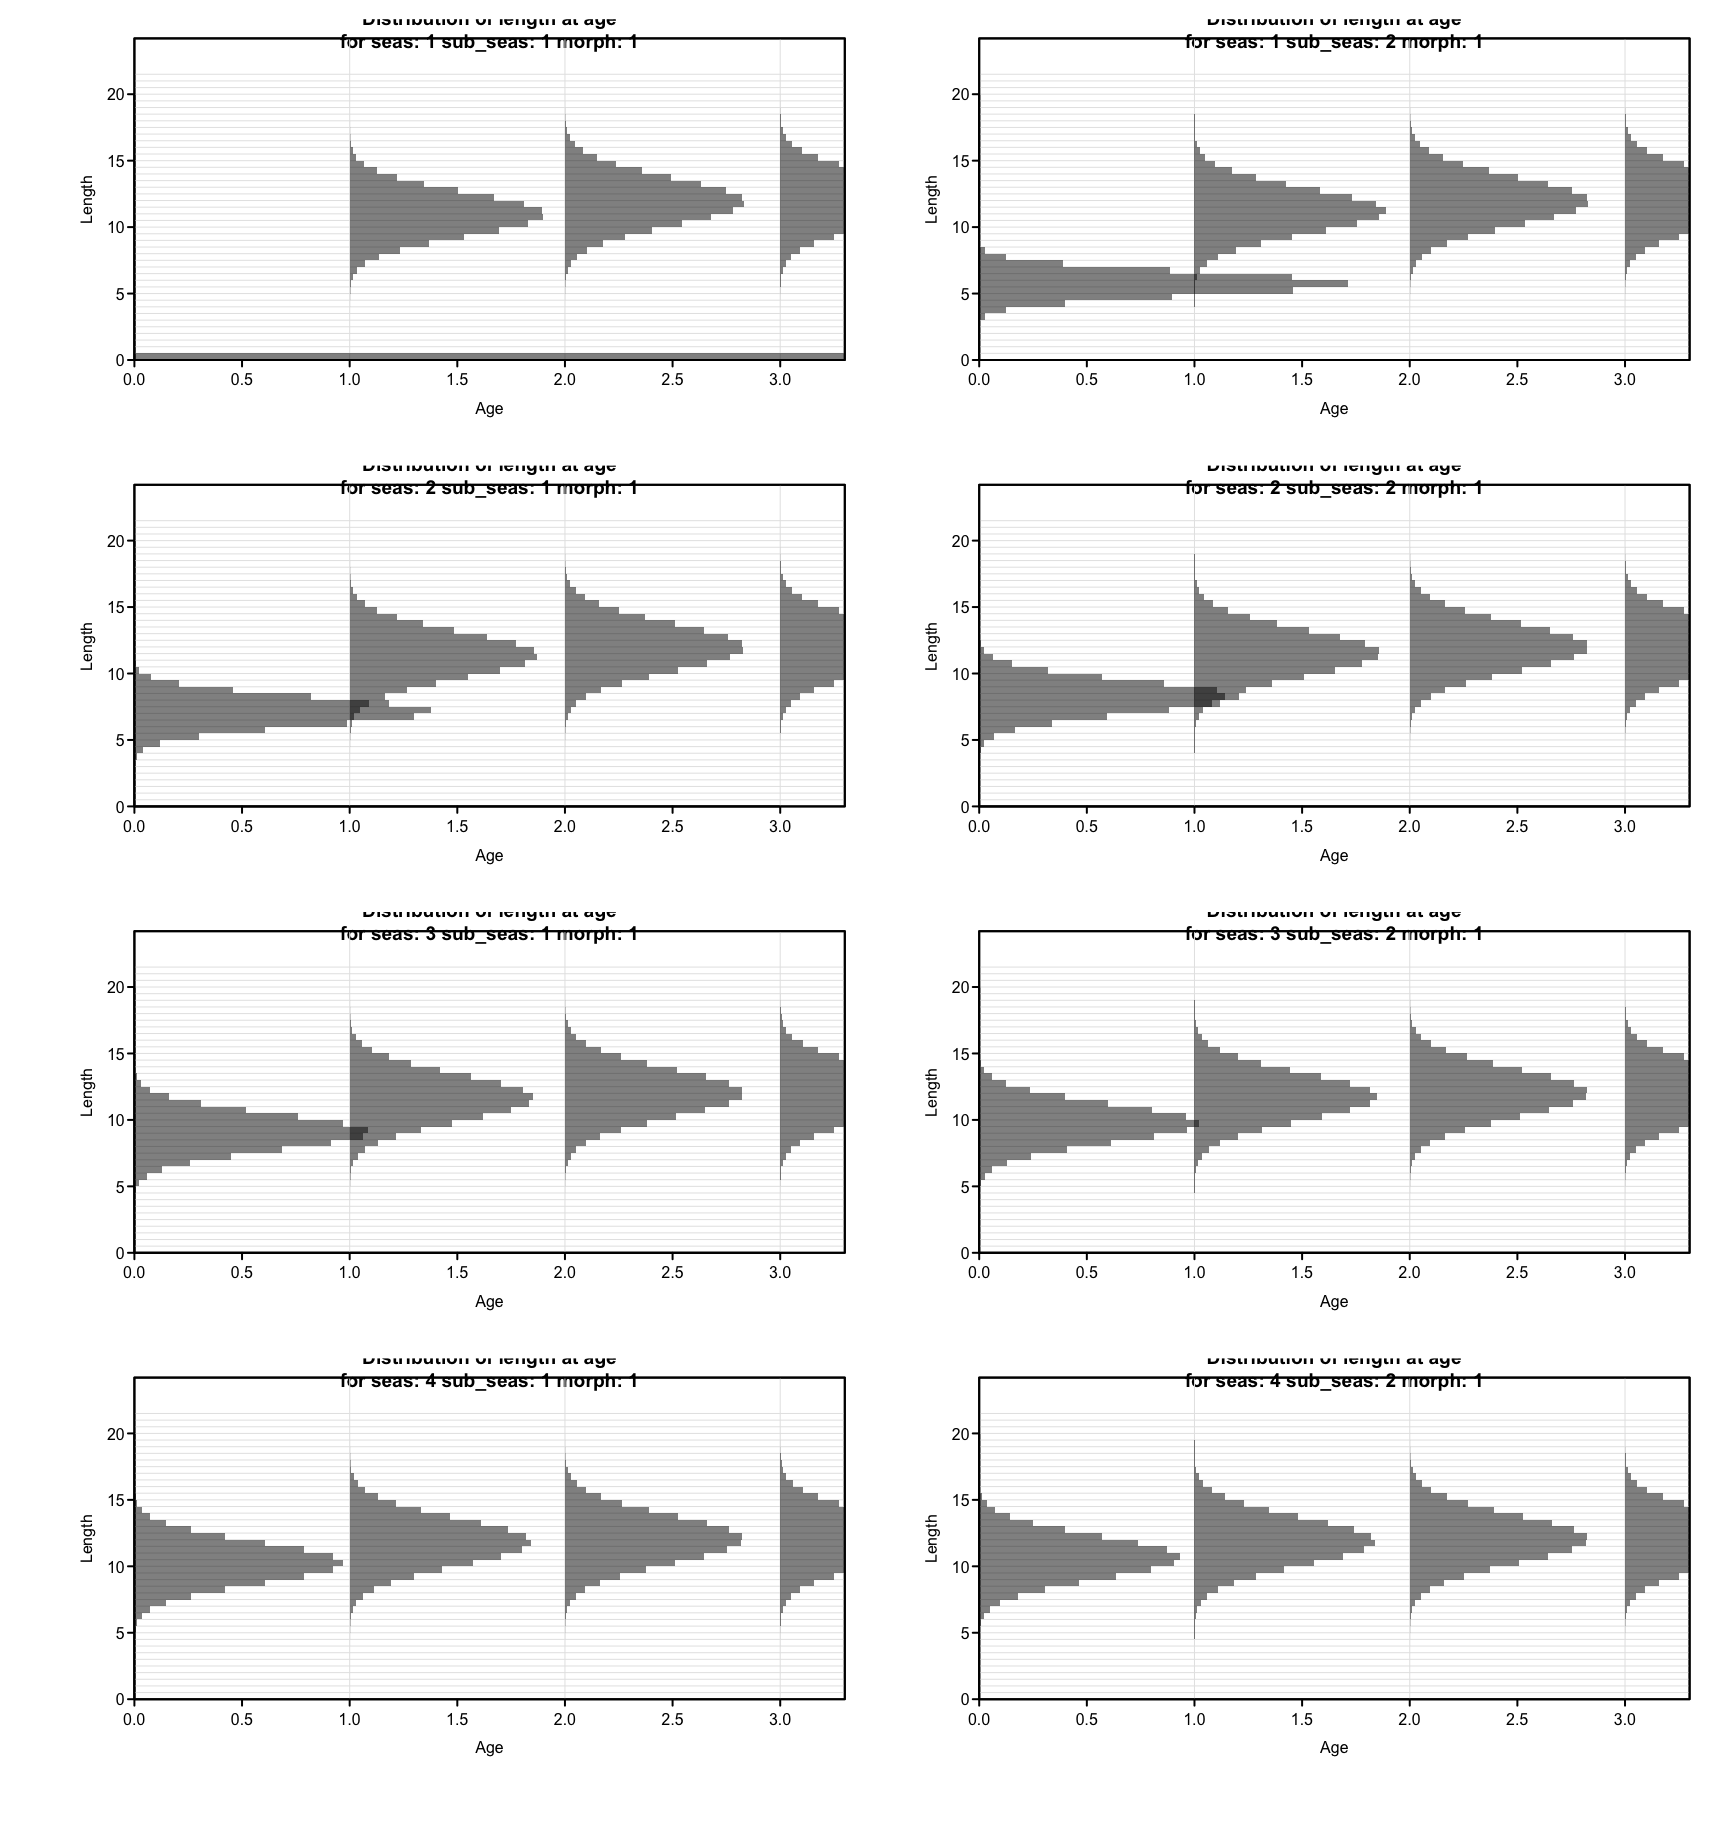 Distribution of length at age
for seas: 1 sub_seas: 1 morph: 1
20
15
10
5
0
Length
0.0 0.5 1.0 1.5 2.0 2.5 3.0
Age
Distribution of length at age
for seas: 1 sub_seas: 2 morph: 1
20
15
10
5
0
Length
0.0 0.5 1.0 1.5 2.0 2.5 3.0
Age
Distribution of length at age
for seas: 2 sub_seas: 1 morph: 1
20
15
10
5
0
Length
0.0 0.5 1.0 1.5 2.0 2.5 3.0
Age
Distribution of length at age
for seas: 2 sub_seas: 2 morph: 1
20
15
10
5
0
Length
0.0 0.5 1.0 1.5 2.0 2.5 3.0
Age
Distribution of length at age
for seas: 3 sub_seas: 1 morph: 1
20
15
10
5
0
Length
0.0 0.5 1.0 1.5 2.0 2.5 3.0
Age
Distribution of length at age
for seas: 3 sub_seas: 2 morph: 1
20
15
10
5
0
Length
0.0 0.5 1.0 1.5 2.0 2.5 3.0
Age
Distribution of length at age
for seas: 4 sub_seas: 1 morph: 1
20
15
10
5
0
Length
0.0 0.5 1.0 1.5 2.0 2.5 3.0
Age
Distribution of length at age
for seas: 4 sub_seas: 2 morph: 1
20
15
10
5
0
Length
0.0 0.5 1.0 1.5 2.0 2.5 3.0
Age